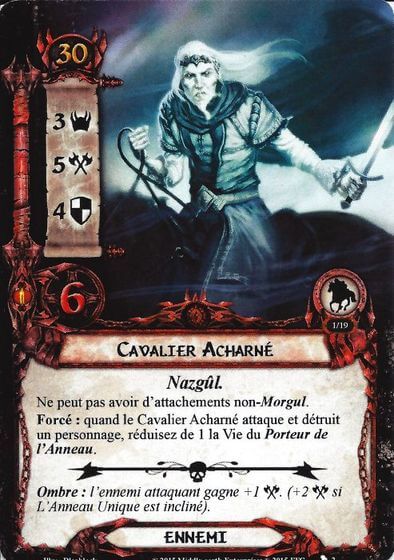 30
3
5
4
6
1/19
CAVALIER ACHARNÉ
Nazgûl.
Ne peut pas avoir d'attachements non-Morgul.
Forcé : quand le Cavalier Acharné attaque et détruit
un personnage, réduisez de 1 la Vie du Porteur de
l'Anneau.
Ombre : l'ennemi attaquant gagne +1 . (+2 si
L'Anneau Unique est incliné).
ENNEMI